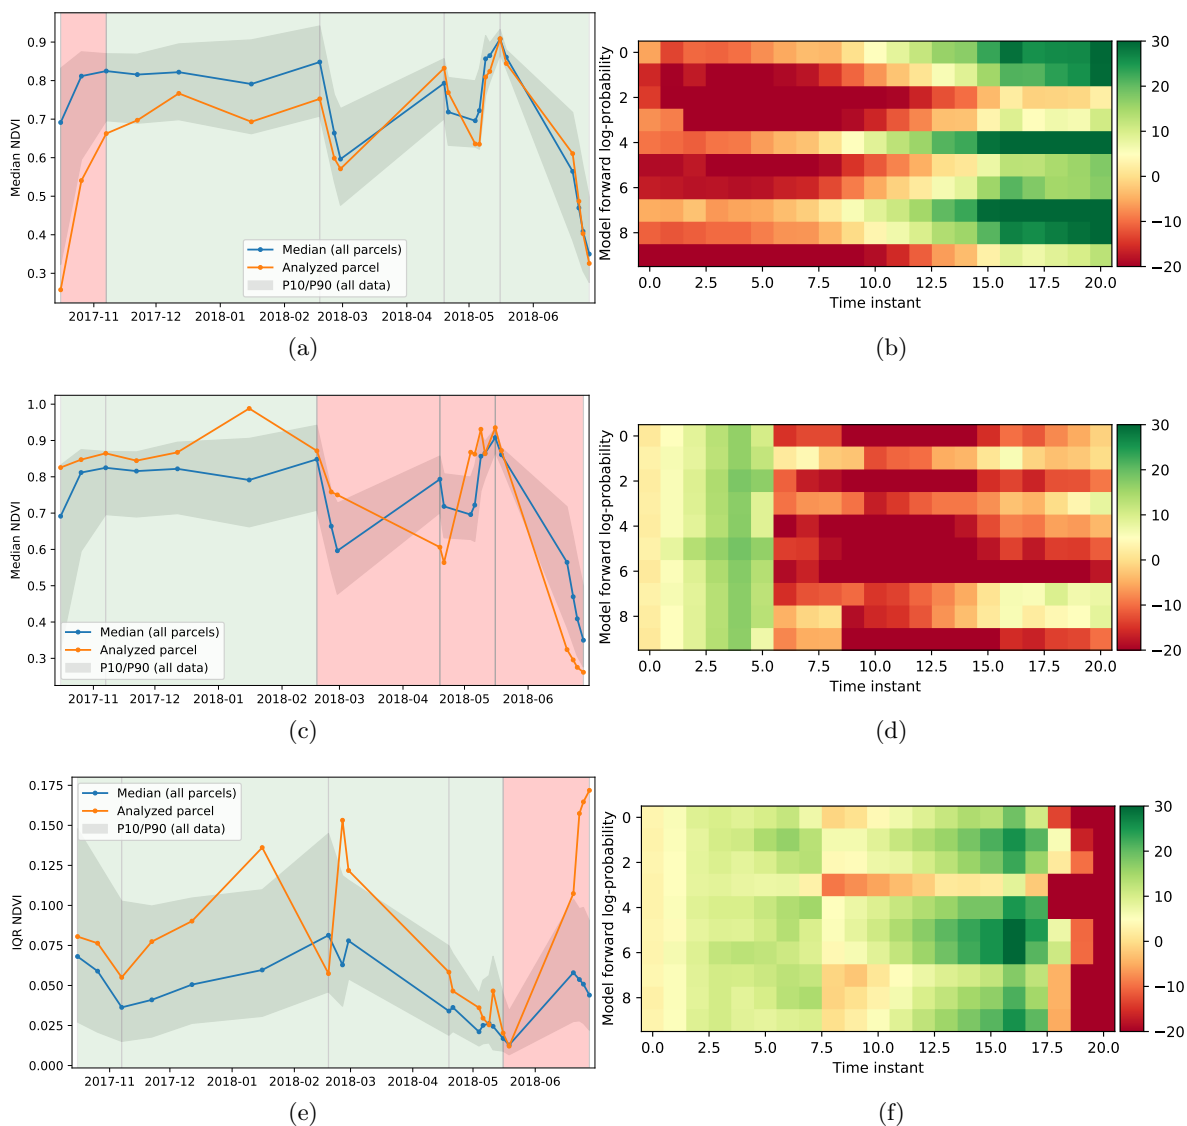 0.9
0.8
0.7
0.6
0.5
0.4
0.3
Median NDVI
Median (all parcels)
Analyzed parcel
P10/P90 (all data)
2017-11 2017-12 2018-01 2018-02 2018-03 2018-04 2018-05 2018-06
(a)
Model forward log-probability
0
2
4
6
8
0.0 2.5 5.0 7.5 10.0 12.5 15.0 17.5 20.0
Time instant
30
20
10
0
−10
−20
(b)
1.0
0.9
0.8
0.7
0.6
0.5
0.4
0.3
Median NDVI
Median (all parcels)
Analyzed parcel
P10/P90 (all data)
2017-11 2017-12 2018-01 2018-02 2018-03 2018-04 2018-05 2018-06
(c)
Model forward log-probability
0
2
4
6
8
0.0 2.5 5.0 7.5 10.0 12.5 15.0 17.5 20.0
Time instant
30
20
10
0
−10
−20
(d)
0.175
0.150
0.125
0.100
0.075
0.050
0.025
0.000
IQR NDVI
Median (all parcels)
Analyzed parcel
P10/P90 (all data)
2017-11 2017-12 2018-01 2018-02 2018-03 2018-04 2018-05 2018-06
(e)
Model forward log-probability
0
2
4
6
8
0.0 2.5 5.0 7.5 10.0 12.5 15.0 17.5 20.0
Time instant
30
20
10
0
−10
−20
(f)